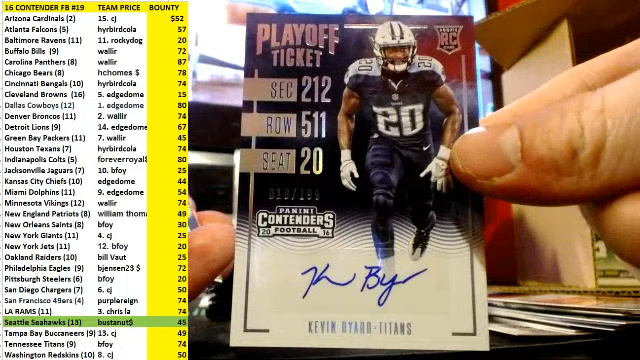 16 CONTENDER FB #19 TEAM PRICE BOUNTY
Arizona Cardinals (2) 15. cj $52
Atlanta Falcons (5) hyrbirdcola 57
Baltimore Ravens (11) 11. rockydog 20
Buffalo Bills (9) wallir 72
Carolina Panthers (8) wallir 87
Chicago Bears (8) hchomes $ 78
Cincinnati Bengals (10) hyrbirdcola 74
Cleveland Browns (16) 5. edgedome 15
Dallas Cowboys (12) 1. edgedome 80
Denver Broncos (11) 2. wallir 74
Detroit Lions (9) 14. edgedome 67
Green Bay Packers (11) 7. wallir 45
Houston Texans (7) hyrbirdcola 74
Indianapolis Colts (5) foreverroyal$ 80
Jacksonville Jaguars (7) 10. bfoy 25
Kansas City Chiefs (10) edgedome 44
Miami Dolphins (11) 9. edgedome 54
Minnesota Vikings (12) wallir 74
New England Patriots (8) william thom 49
New Orleans Saints (8) bfoy 30
New York Giants (11) 4. cj 25
New York Jets (11) 12. bfoy 20
Oakland Raiders (10) bill Vaut 25
Philadelphia Eagles (9) bjensen23 $ 72
Pittsburgh Steelers (6) bfoy 20
San Diego Chargers (7) 6. cj 50
San Francisco 49ers (4) purplereign 74
LA RAMS (11) 3. chris la 74
Seattle Seahawks (13) bustanut$ 45
Tampa Bay Buccaneers (9) 13. cj 49
Tennessee Titans (9) bfoy 74
Washington Redskins (10) 8. cj 50
PLAYOFF
TICKET
RC
SEC 212
ROW 511
SEAT 20
20
PANINI
CONTENDERS
20 FOOTBALL 16
KEVIN BYARD-TITANS